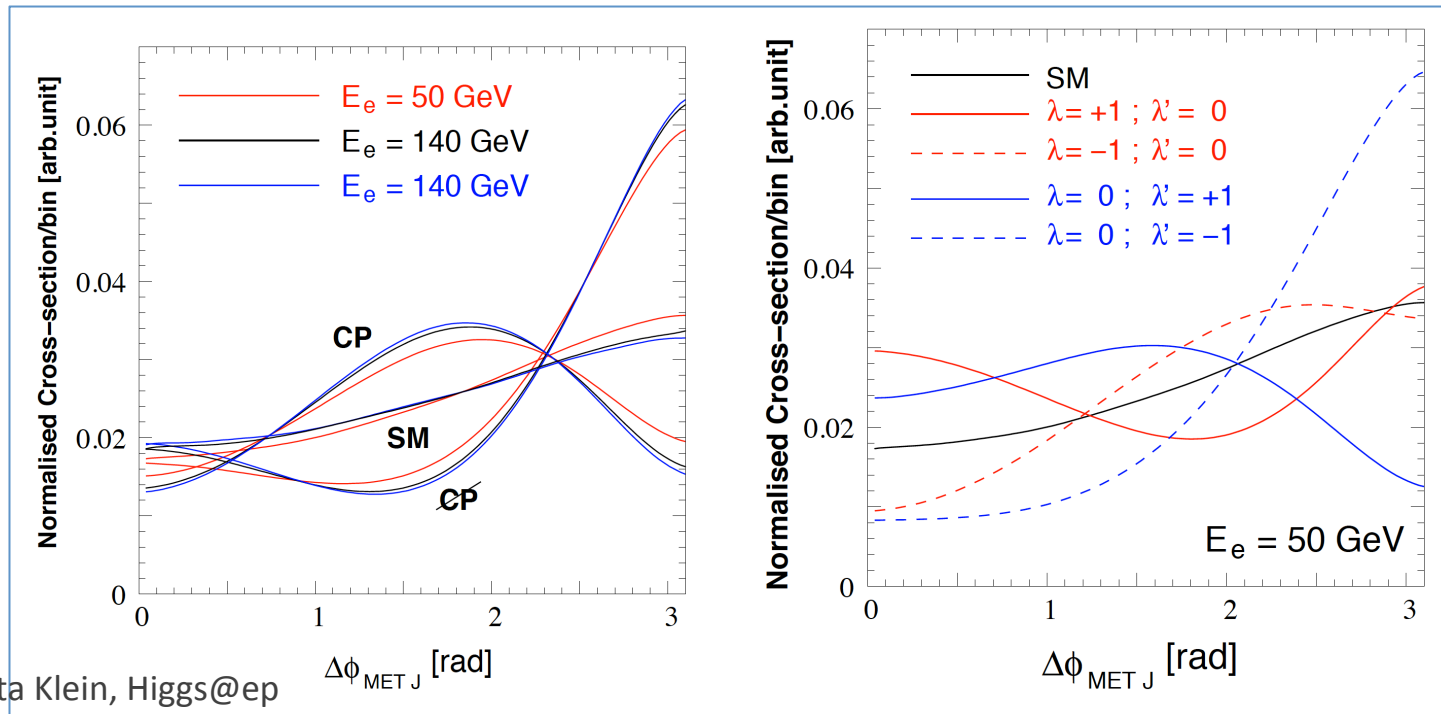 Normalised Cross-section/bin [arb.unit]
0.06
0.04
0.02
0
E_e = 50 GeV
E_e = 140 GeV
E_e = 140 GeV
CP
SM
CP
0
1
2
3
Δϕ_MET J [rad]
Normalised Cross-section/bin [arb.unit]
0.06
0.04
0.02
0
SM
λ= +1 ; λ' = 0
λ= −1 ; λ' = 0
λ= 0 ; λ' = +1
λ= 0 ; λ' = −1
E_e = 50 GeV
0
1
2
3
Δϕ_MET J [rad]
ta Klein, Higgs@ep